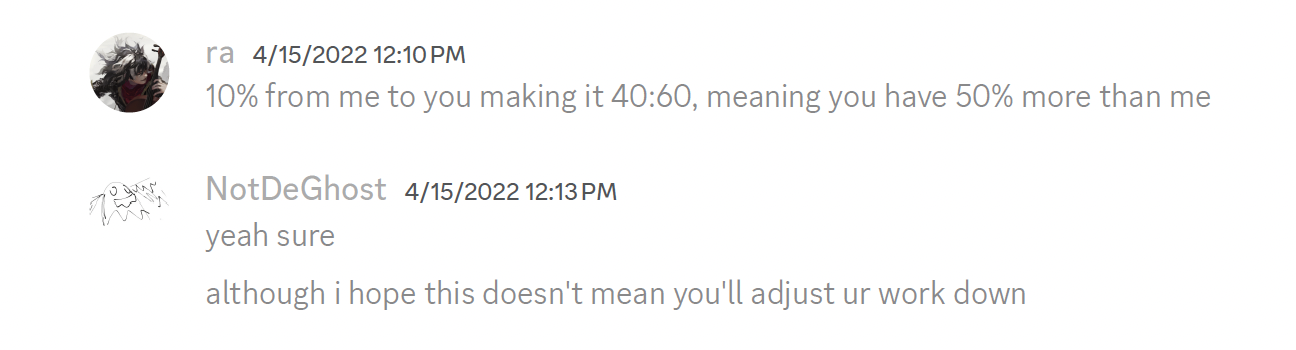 ra 4/15/2022 12:10 PM
10% from me to you making it 40:60, meaning you have 50% more than me
NotDeGhost 4/15/2022 12:13 PM
yeah sure
although i hope this doesn't mean you'll adjust ur work down